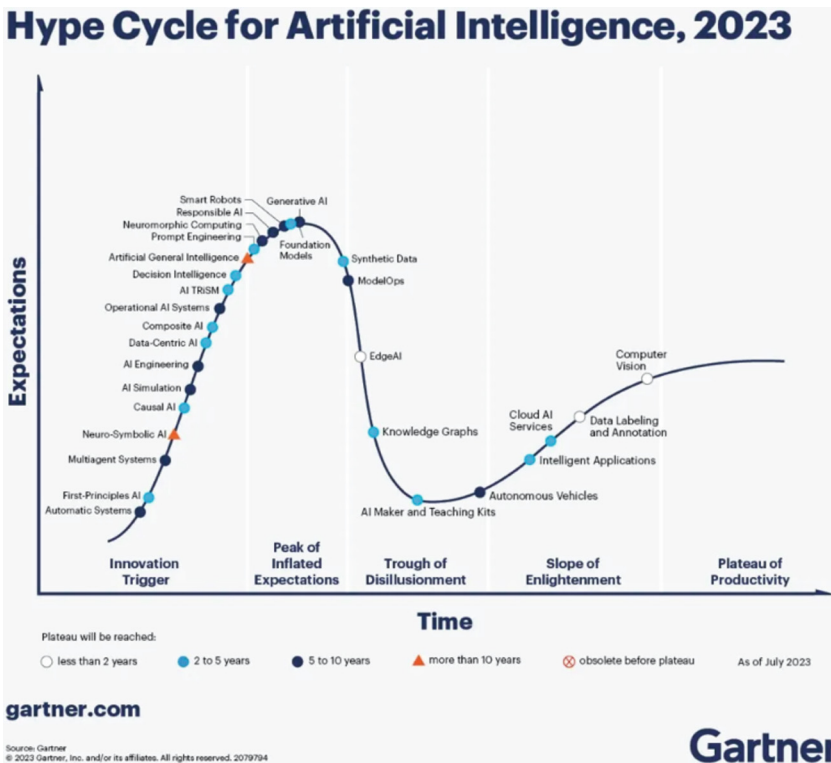 Hype Cycle for Artificial Intelligence, 2023
Expectations
Smart Robots
Responsible AI
Neuromorphic Computing
Prompt Engineering
Artificial General Intelligence
Decision Intelligence
AI TRiSM
Operational AI Systems
Composite AI
Data-Centric AI
AI Engineering
AI Simulation
Causal AI
Neuro-Symbolic AI
Multiagent Systems
First-Principles AI
Automatic Systems
Generative AI
Foundation
Models
Synthetic Data
ModelOps
EdgeAI
Knowledge Graphs
AI Maker and Teaching Kits
Autonomous Vehicles
Intelligent Applications
Cloud AI
Services
Data Labeling
and Annotation
Computer
Vision
Innovation
Trigger
Peak of
Inflated
Expectations
Trough of
Disillusionment
Slope of
Enlightenment
Plateau of
Productivity
Time
Plateau will be reached:
less than 2 years
2 to 5 years
5 to 10 years
more than 10 years
obsolete before plateau
As of July 2023
gartner.com
Source: Gartner
© 2023 Gartner, Inc. and/or its affiliates. All rights reserved. 2079794
Gartner